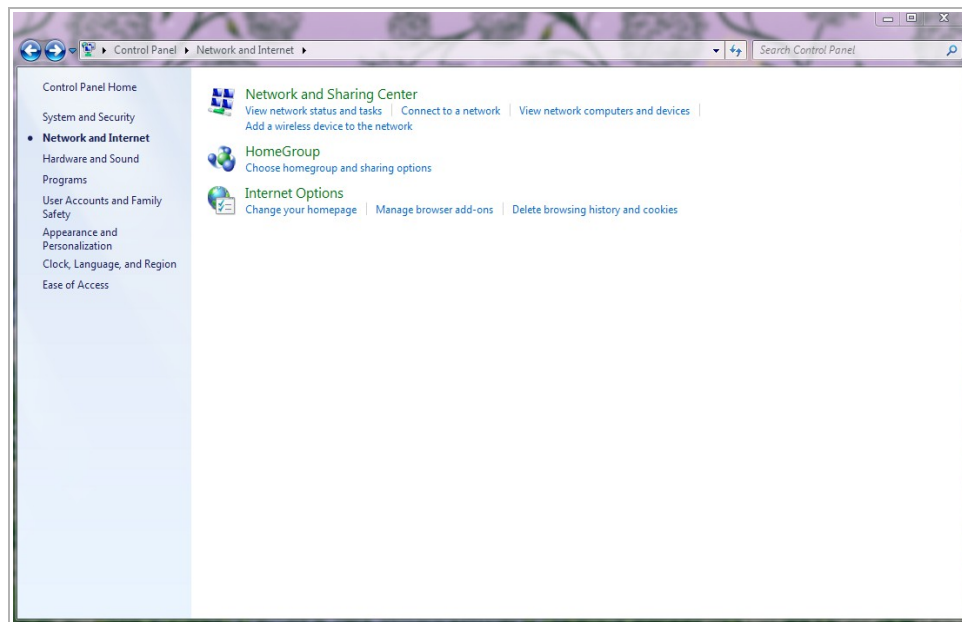 Control Panel Network and Internet Search Control Panel
Control Panel Home
System and Security
Network and Internet
Hardware and Sound
Programs
User Accounts and Family
Safety
Appearance and
Personalization
Clock, Language, and Region
Ease of Access
Network and Sharing Center
View network status and tasks Connect to a network View network computers and devices
Add a wireless device to the network
HomeGroup
Choose homegroup and sharing options
Internet Options
Change your homepage Manage browser add-ons Delete browsing history and cookies